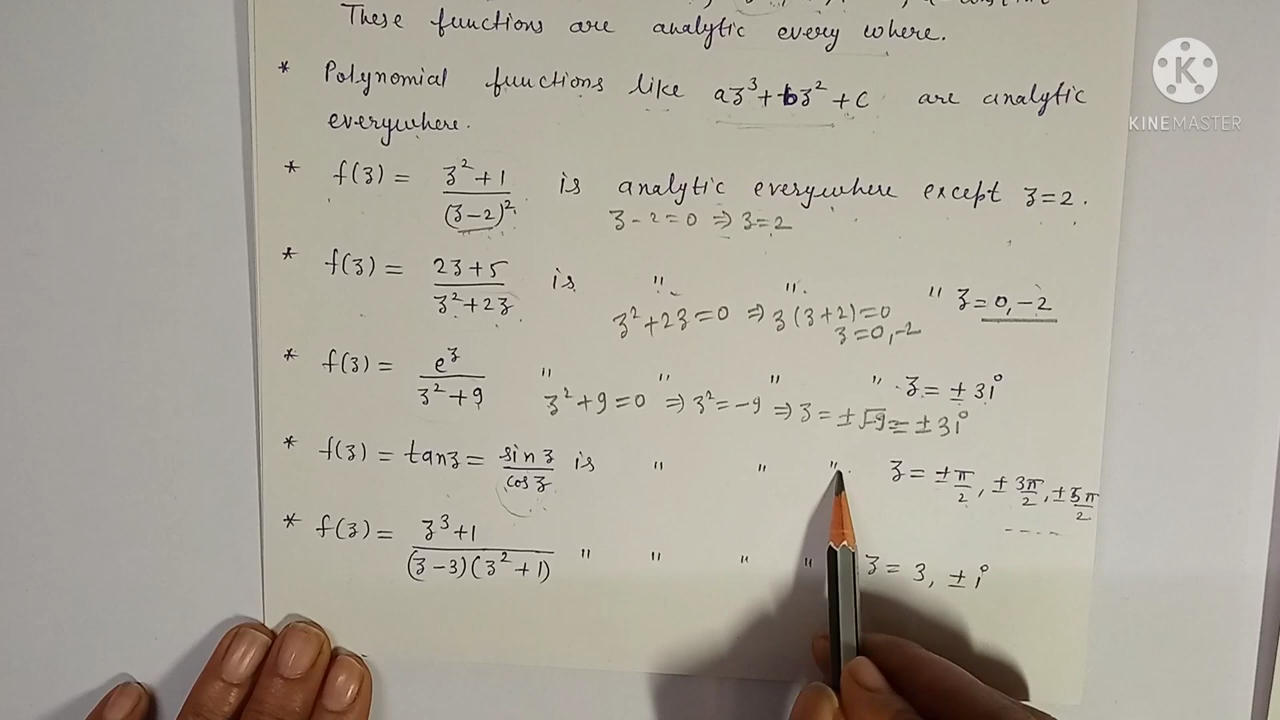 These functions are analytic every where.
* Polynomial functions like az³ + bz² + c are analytic
everywhere.
* f(z) = (z² + 1)/(z - 2)² is analytic everywhere except z = 2.
z - 2 = 0 ⇒ z = 2
* f(z) = (2z + 5)/(z² + 2z) is " " " z = 0, -2
z² + 2z = 0 ⇒ z(z + 2) = 0
z = 0, -2
* f(z) = e^z/(z² + 9) " " " " z = ± 3i
z² + 9 = 0 ⇒ z² = -9 ⇒ z = ±√-9 = ±3i
* f(z) = tan z = sin z/cos z is " " " z = ±π/2, ±3π/2, ±5π/2
----
* f(z) = (z³ + 1)/((z - 3)(z² + 1)) " " " " z = 3, ± i
KINEMASTER